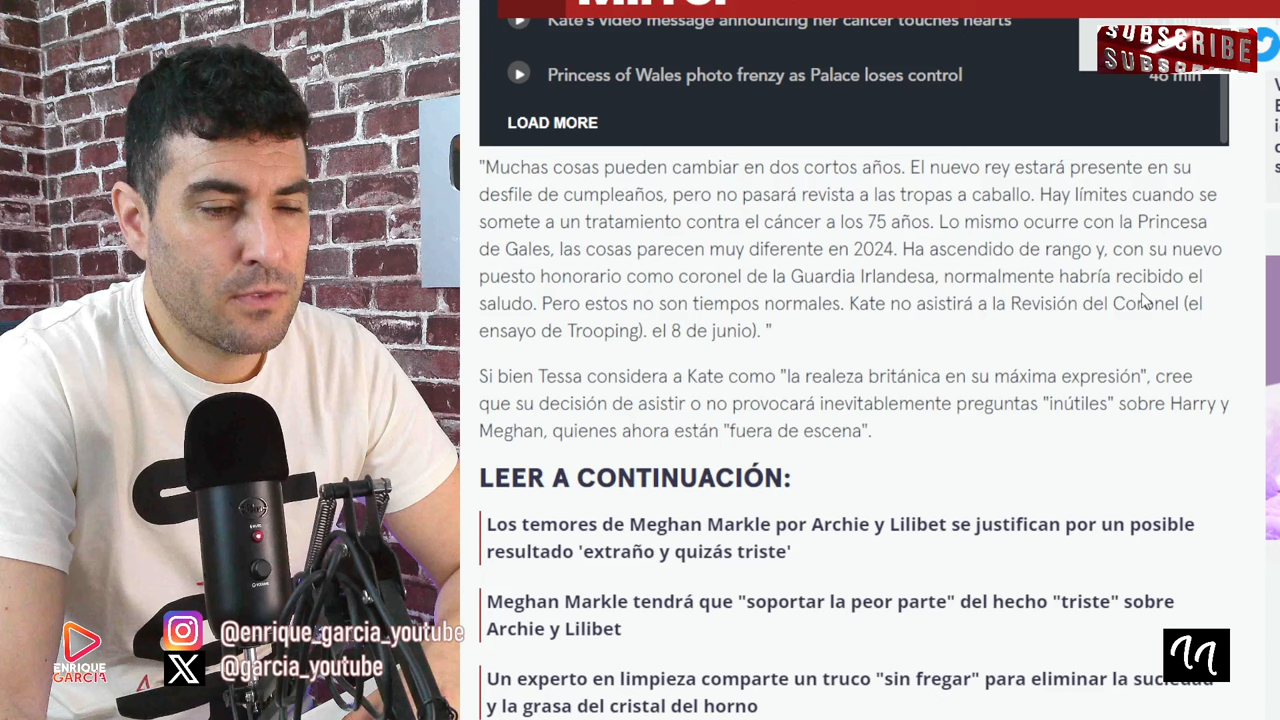 Mirror
Kate's video message announcing her cancer touches hearts
SUBSCRIBE
SUBSCRIBE
Princess of Wales photo frenzy as Palace loses control
48 min
LOAD MORE
"Muchas cosas pueden cambiar en dos cortos años. El nuevo rey estará presente en su
desfile de cumpleaños, pero no pasará revista a las tropas a caballo. Hay límites cuando se
somete a un tratamiento contra el cáncer a los 75 años. Lo mismo ocurre con la Princesa
de Gales, las cosas parecen muy diferente en 2024. Ha ascendido de rango y, con su nuevo
puesto honorario como coronel de la Guardia Irlandesa, normalmente habría recibido el
saludo. Pero estos no son tiempos normales. Kate no asistirá a la Revisión del Coronel (el
ensayo de Trooping). el 8 de junio). "
Si bien Tessa considera a Kate como "la realeza británica en su máxima expresión", cree
que su decisión de asistir o no provocará inevitablemente preguntas "inútiles" sobre Harry y
Meghan, quienes ahora están "fuera de escena".
LEER A CONTINUACIÓN:
Los temores de Meghan Markle por Archie y Lilibet se justifican por un posible
resultado 'extraño y quizás triste'
Meghan Markle tendrá que "soportar la peor parte" del hecho "triste" sobre
Archie y Lilibet
Un experto en limpieza comparte un truco "sin fregar" para eliminar la suciedad
y la grasa del cristal del horno
@enrique_garcia_youtube
@garcia_youtube
ENRIQUE
GARCIA